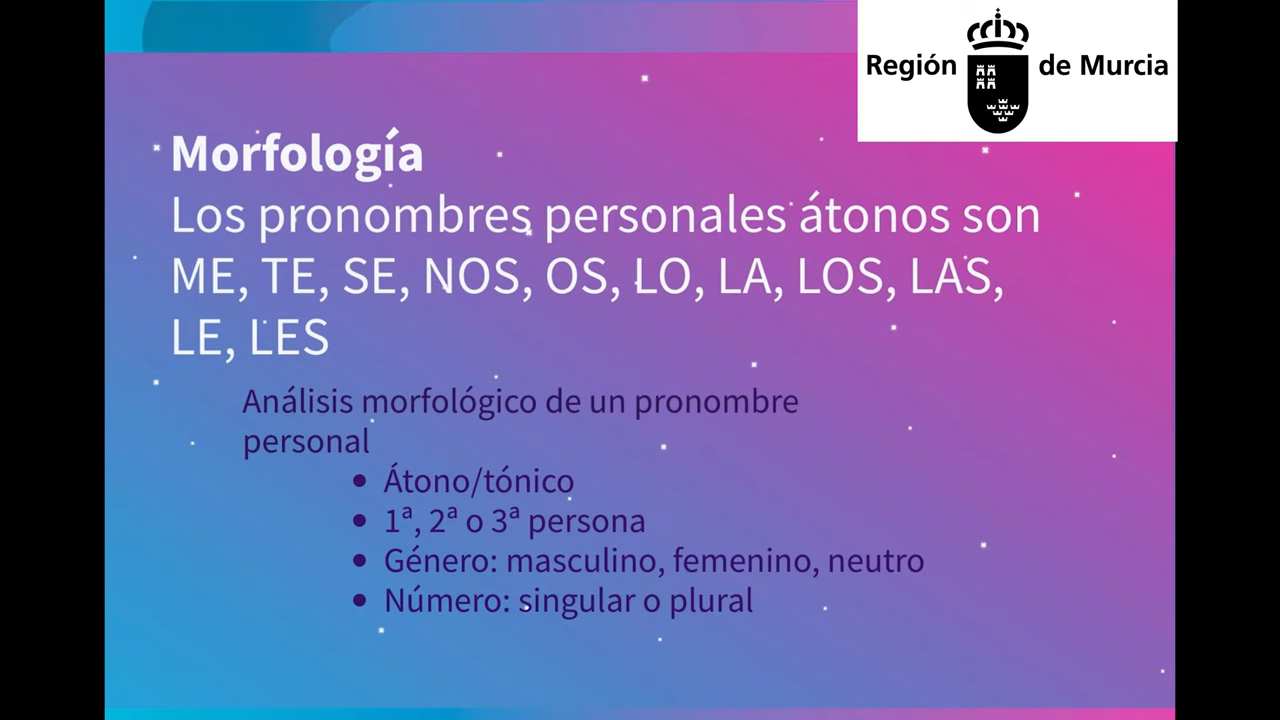 Región de Murcia
Morfología
Los pronombres personales átonos son
ME, TE, SE, NOS, OS, LO, LA, LOS, LAS,
LE, LES
Análisis morfológico de un pronombre
personal
• Átono/tónico
• 1ª, 2ª o 3ª persona
• Género: masculino, femenino, neutro
• Número: singular o plural